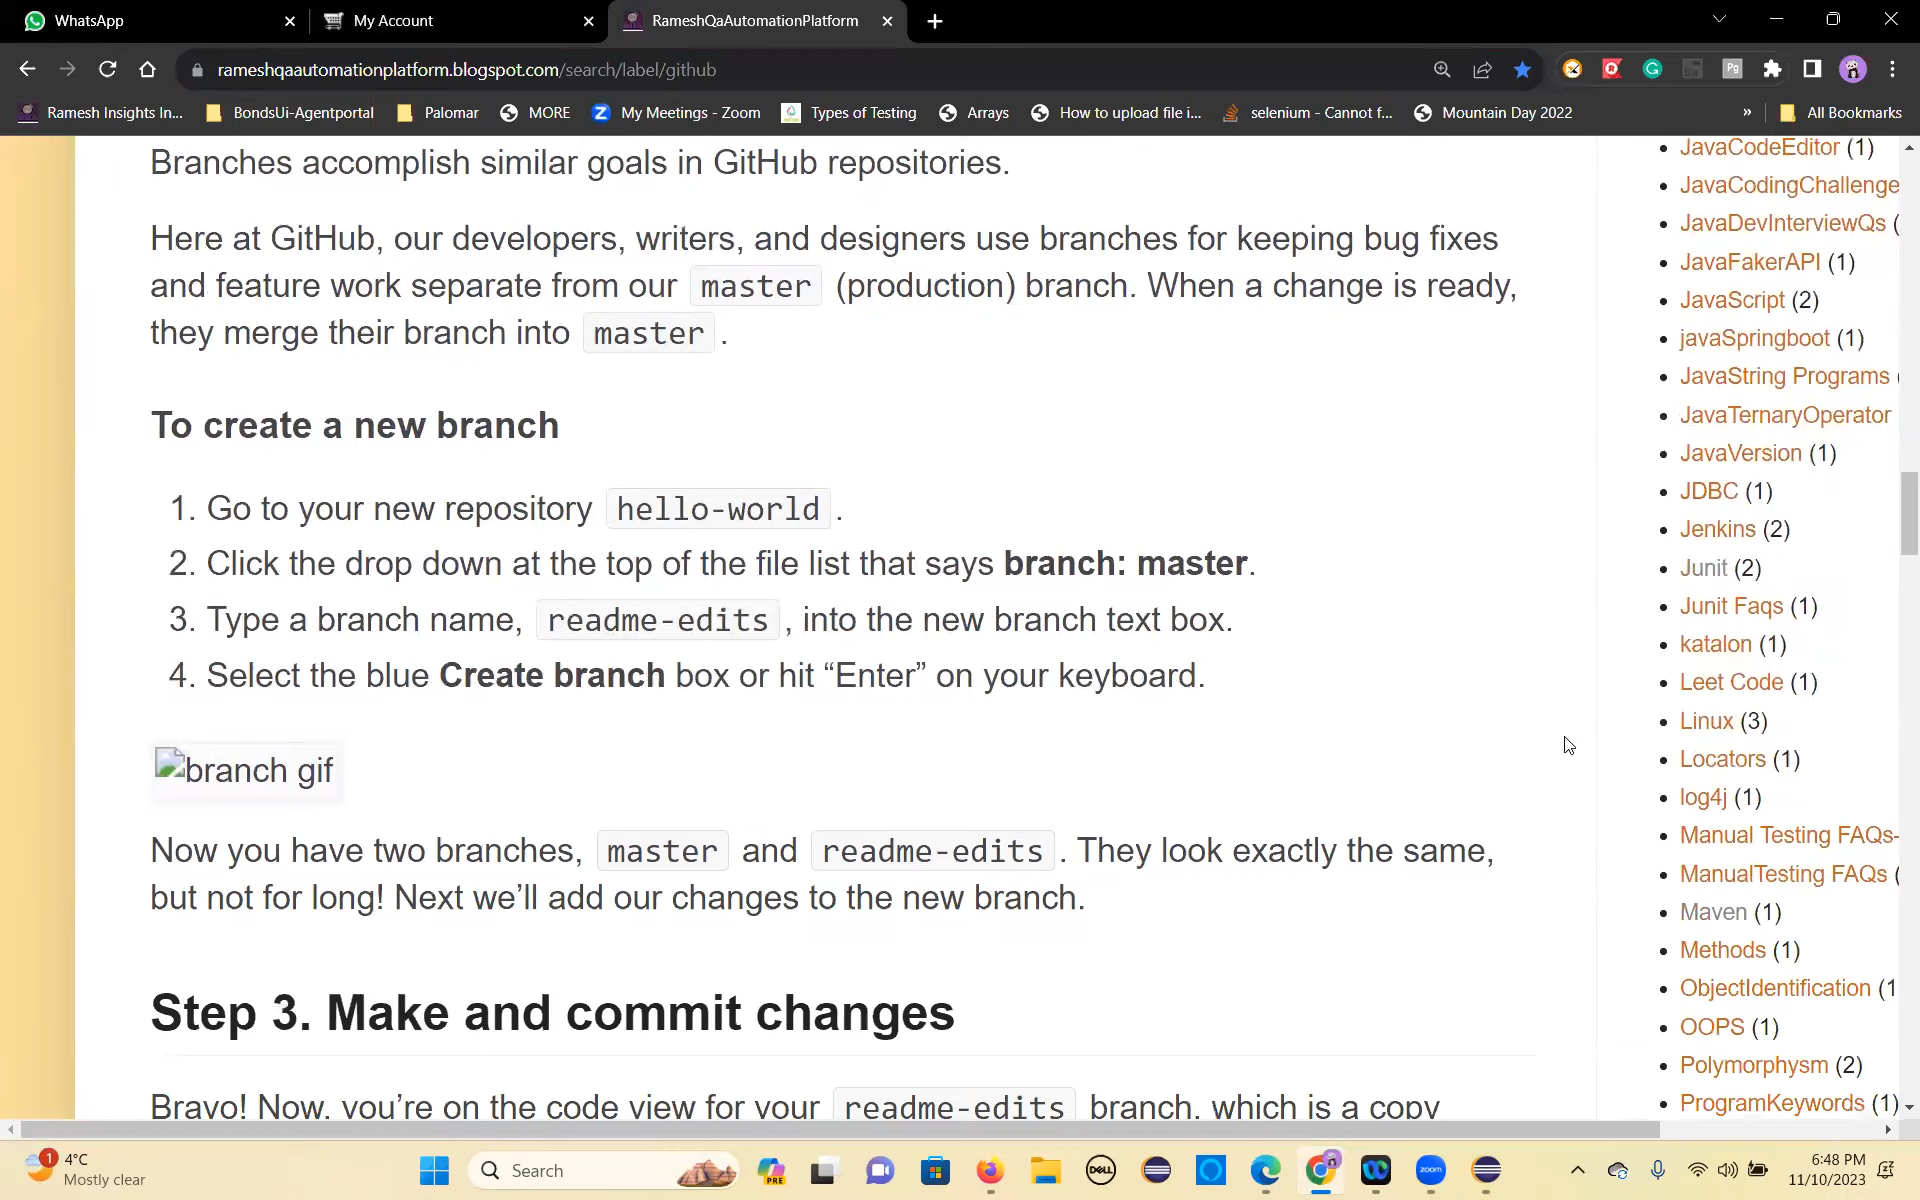 WhatsApp
My Account
RameshQaAutomationPlatform
rameshqaautomationplatform.blogspot.com/search/label/github
Ramesh Insights In...
BondsUi-Agentportal
Palomar
MORE
My Meetings - Zoom
Types of Testing
Arrays
How to upload file i...
selenium - Cannot f...
Mountain Day 2022
»
All Bookmarks
Branches accomplish similar goals in GitHub repositories.
Here at GitHub, our developers, writers, and designers use branches for keeping bug fixes
and feature work separate from our master (production) branch. When a change is ready,
they merge their branch into master .
To create a new branch
1. Go to your new repository hello-world .
2. Click the drop down at the top of the file list that says branch: master.
3. Type a branch name, readme-edits , into the new branch text box.
4. Select the blue Create branch box or hit “Enter” on your keyboard.
branch gif
Now you have two branches, master and readme-edits . They look exactly the same,
but not for long! Next we’ll add our changes to the new branch.
Step 3. Make and commit changes
Bravo! Now, you’re on the code view for your readme-edits branch, which is a copy
JavaCodeEditor (1)
JavaCodingChallenge
JavaDevInterviewQs (
JavaFakerAPI (1)
JavaScript (2)
javaSpringboot (1)
JavaString Programs (
JavaTernaryOperator
JavaVersion (1)
JDBC (1)
Jenkins (2)
Junit (2)
Junit Faqs (1)
katalon (1)
Leet Code (1)
Linux (3)
Locators (1)
log4j (1)
Manual Testing FAQs-
ManualTesting FAQs (
Maven (1)
Methods (1)
ObjectIdentification (1
OOPS (1)
Polymorphysm (2)
ProgramKeywords (1)
1
4°C
Mostly clear
Search
PRE
DELL
zoom
6:48 PM
11/10/2023